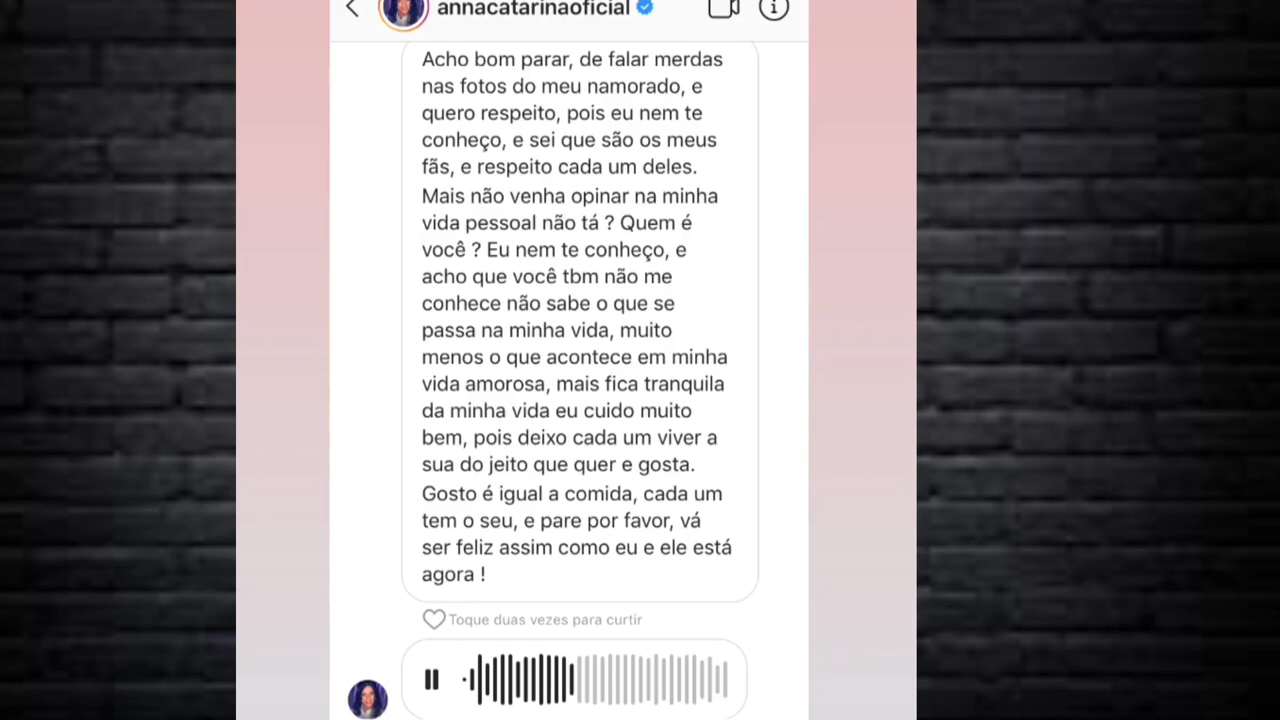 annacatarinaoficial
Acho bom parar, de falar merdas
nas fotos do meu namorado, e
quero respeito, pois eu nem te
conheço, e sei que são os meus
fãs, e respeito cada um deles.
Mais não venha opinar na minha
vida pessoal não tá ? Quem é
você ? Eu nem te conheço, e
acho que você tbm não me
conhece não sabe o que se
passa na minha vida, muito
menos o que acontece em minha
vida amorosa, mais fica tranquila
da minha vida eu cuido muito
bem, pois deixo cada um viver a
sua do jeito que quer e gosta.
Gosto é igual a comida, cada um
tem o seu, e pare por favor, vá
ser feliz assim como eu e ele está
agora !
Toque duas vezes para curtir